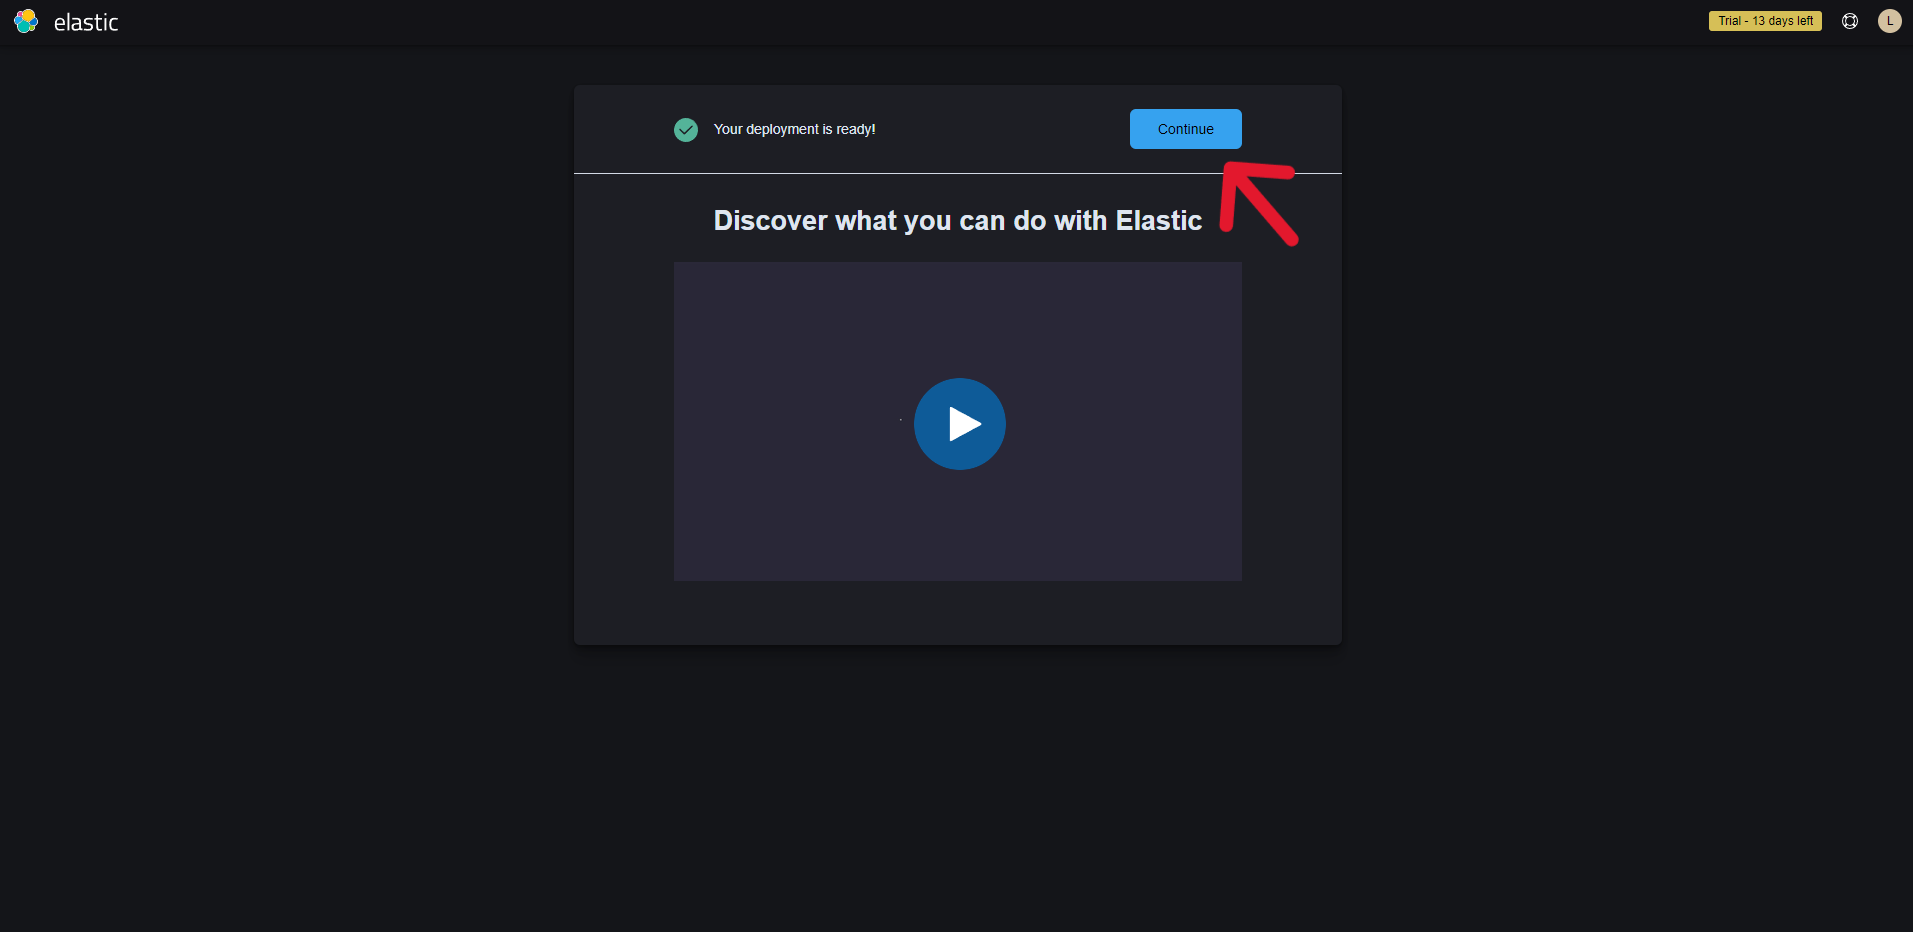 elastic
Trial - 13 days left
L
Your deployment is ready!
Continue
Discover what you can do with Elastic